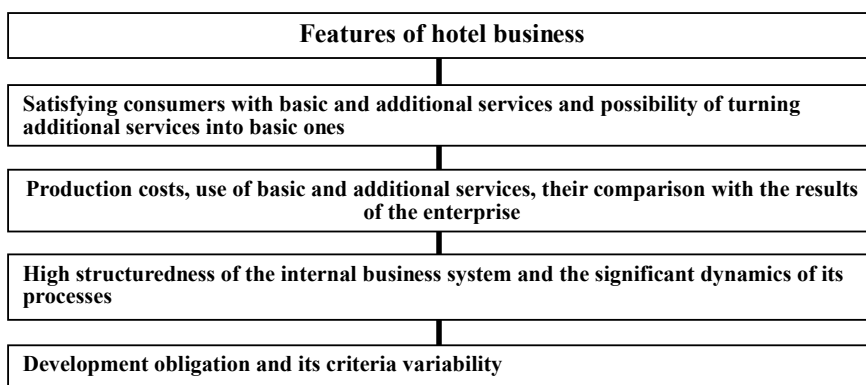 Features of hotel business
Satisfying consumers with basic and additional services and possibility of turning
additional services into basic ones
Production costs, use of basic and additional services, their comparison with the results
of the enterprise
High structuredness of the internal business system and the significant dynamics of its
processes
Development obligation and its criteria variability